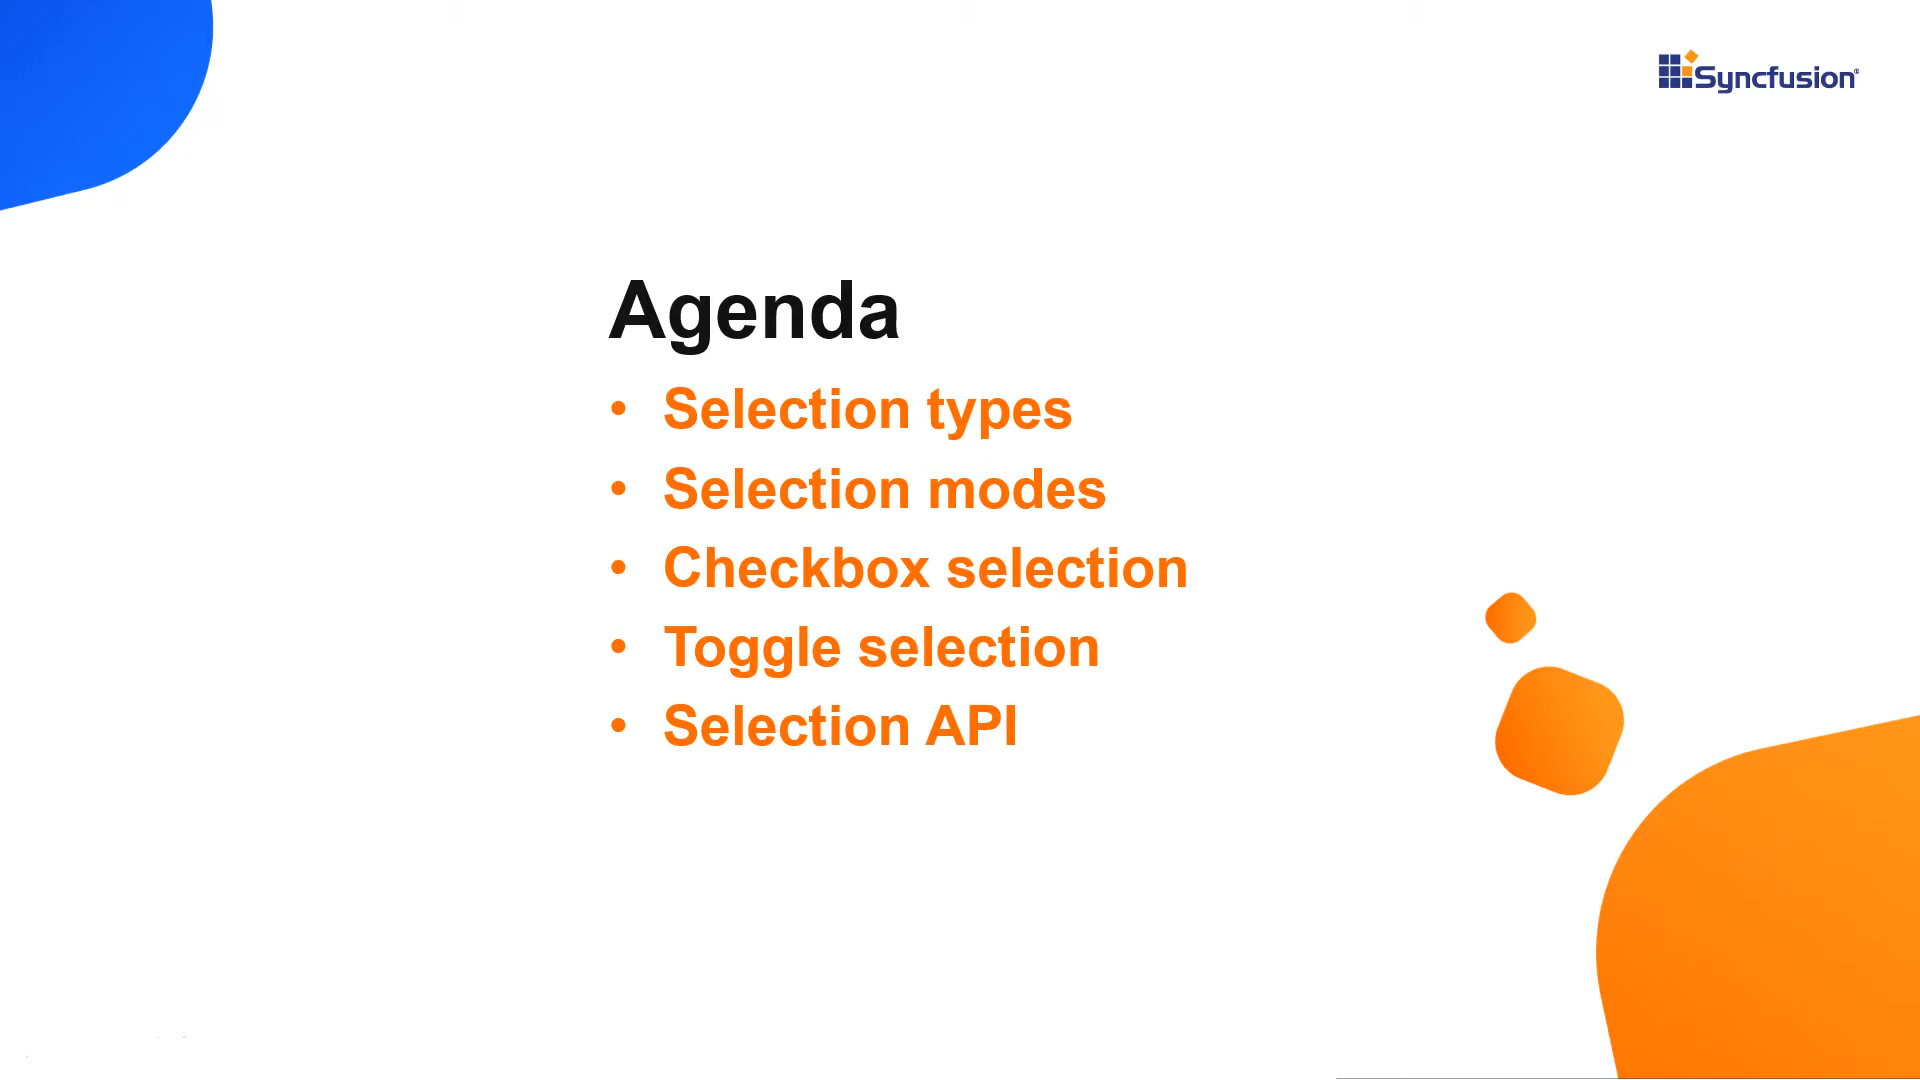 Syncfusion®
Agenda
• Selection types
• Selection modes
• Checkbox selection
• Toggle selection
• Selection API